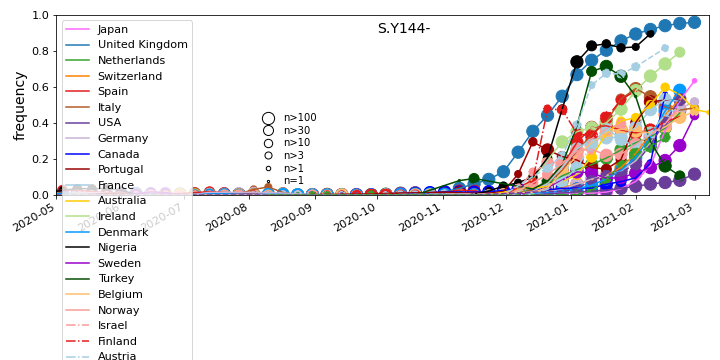 S.Y144-
frequency
1.0
0.8
0.6
0.4
0.2
0.0
Japan
United Kingdom
Netherlands
Switzerland
Spain
Italy
USA
Germany
Canada
Portugal
France
Australia
Ireland
Denmark
Nigeria
Sweden
Turkey
Belgium
Norway
Israel
Finland
Austria
n>100
n>30
n>10
n>3
n>1
n=1
2020-05
2020-07
2020-08
2020-09
2020-10
2020-11
2020-12
2021-01
2021-02
2021-03